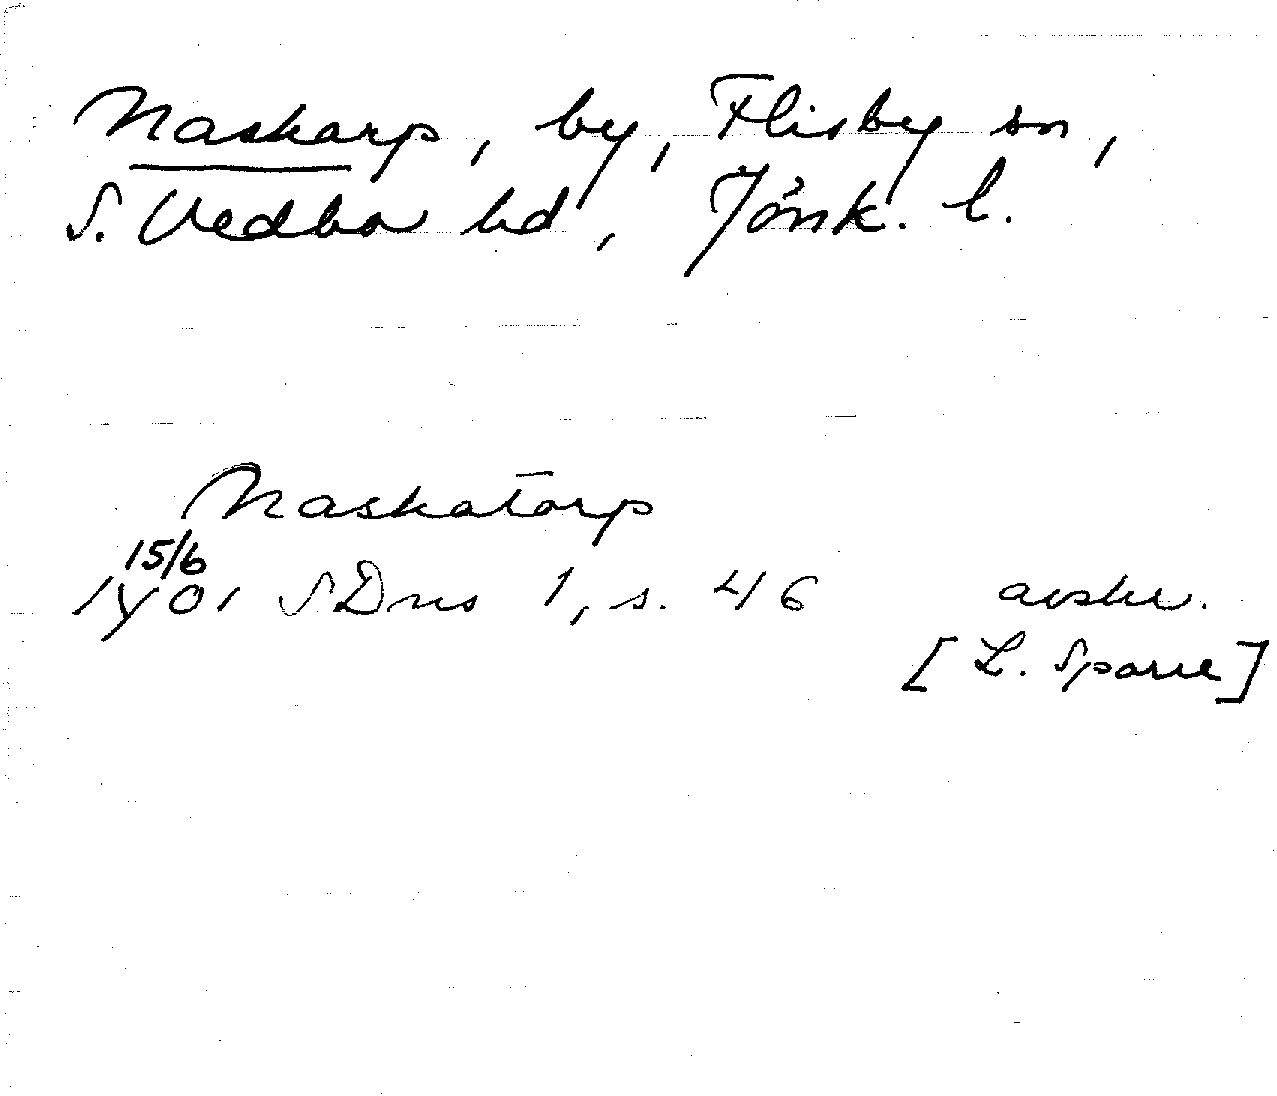 Naskarp, by, Flisby sn,
S. Vedbo hd, Jönk. l.
Naskatorp
15/6
1401 SDns 1, s. 46 avskr.
[L. Sparre]